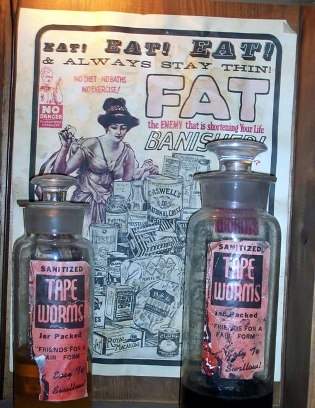 EAT! EAT! EAT!
& ALWAYS STAY THIN!
NO DIET · NO BATHS
NO EXERCISE!
FAT
NO
DANGER
the ENEMY that is shortening Your Life
BANISHED!
SANITIZED
TAPE
WORMS
Jar Packed
"FRIENDS FOR A
FAIR FORM"
Easy To
Swallow!
WORMS
SANITIZED
TAPE
WORMS
Jar Packed
"FRIENDS FOR A
FAIR FORM"
Easy To
Swallow!